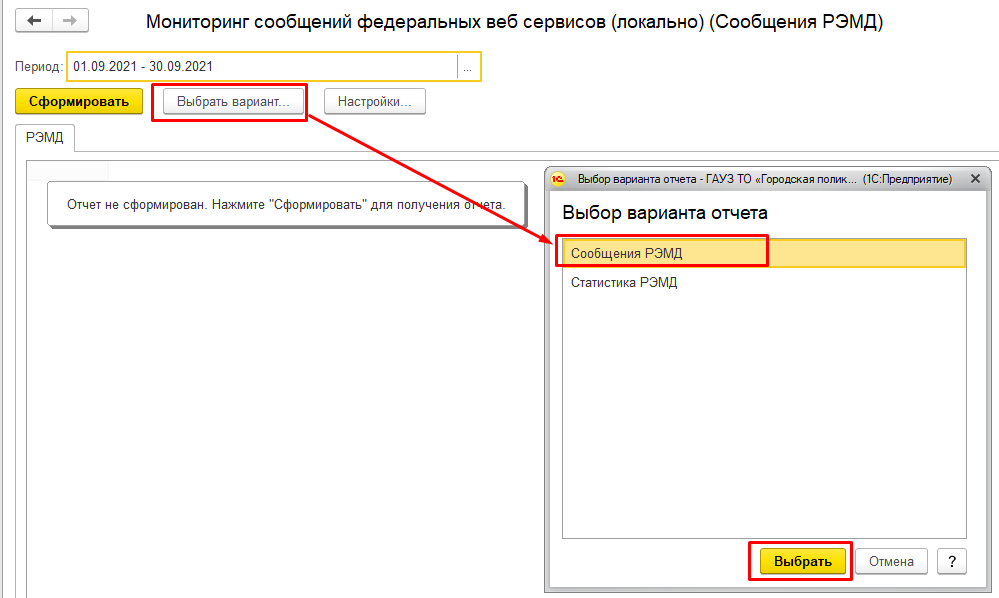 Мониторинг сообщений федеральных веб сервисов (локально) (Сообщения РЭМД)
Период: 01.09.2021 - 30.09.2021 ...
Сформировать Выбрать вариант... Настройки...
РЭМД
Отчет не сформирован. Нажмите "Сформировать" для получения отчета.
1С Выбор варианта отчета - ГАУЗ ТО «Городская полик... (1С:Предприятие)
Выбор варианта отчета
Сообщения РЭМД
Статистика РЭМД
Выбрать Отмена ?